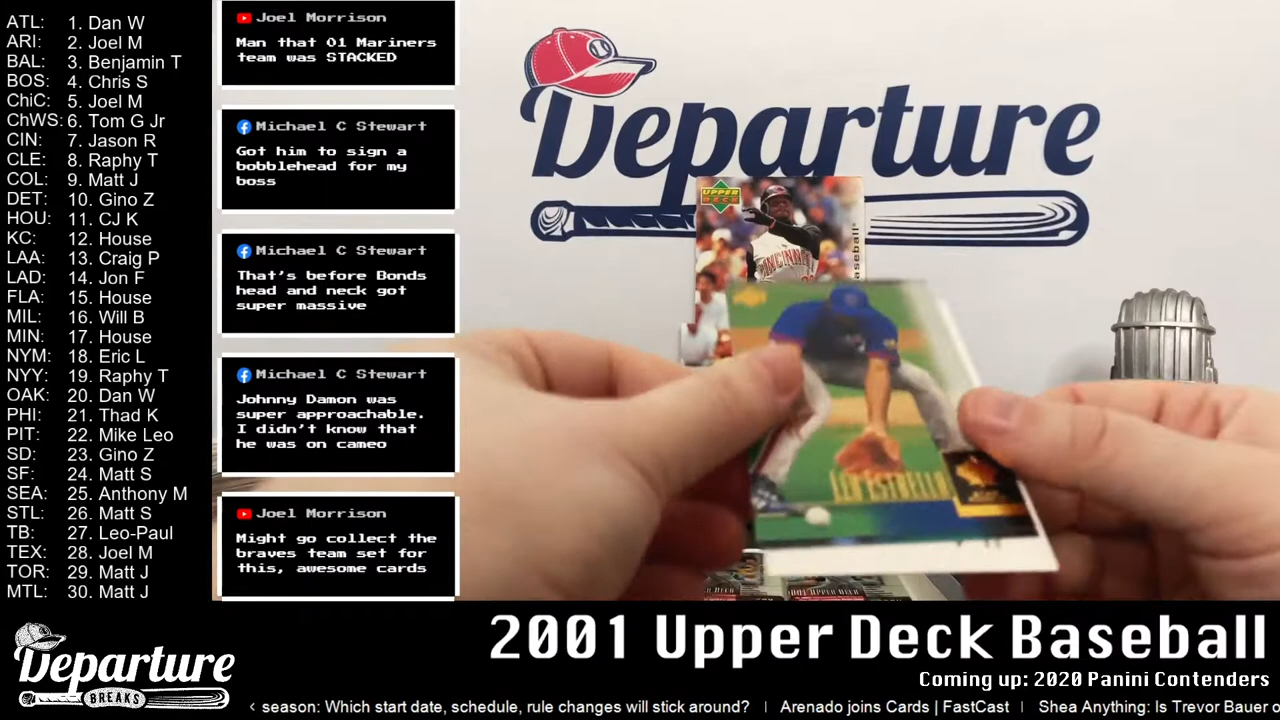 ATL: 1. Dan W
ARI: 2. Joel M
BAL: 3. Benjamin T
BOS: 4. Chris S
ChiC: 5. Joel M
ChWS: 6. Tom G Jr
CIN: 7. Jason R
CLE: 8. Raphy T
COL: 9. Matt J
DET: 10. Gino Z
HOU: 11. CJ K
KC: 12. House
LAA: 13. Craig P
LAD: 14. Jon F
FLA: 15. House
MIL: 16. Will B
MIN: 17. House
NYM: 18. Eric L
NYY: 19. Raphy T
OAK: 20. Dan W
PHI: 21. Thad K
PIT: 22. Mike Leo
SD: 23. Gino Z
SF: 24. Matt S
SEA: 25. Anthony M
STL: 26. Matt S
TB: 27. Leo-Paul
TEX: 28. Joel M
TOR: 29. Matt J
MTL: 30. Matt J
Joel Morrison
Man that 01 Mariners
team was STACKED
Michael C Stewart
Got him to sign a
bobblehead for my
boss
Michael C Stewart
That's before Bonds
head and neck got
super massive
Michael C Stewart
Johnny Damon was
super approachable.
I didn't know that
he was on cameo
Joel Morrison
Might go collect the
braves team set for
this, awesome cards
Departure
UPPER
DECK
CINCINN
aseball
LEO ESTRELLA
Departure
BREAKS
2001 Upper Deck Baseball
Coming up: 2020 Panini Contenders
‹ season: Which start date, schedule, rule changes will stick around? | Arenado joins Cards | FastCast | Shea Anything: Is Trevor Bauer o